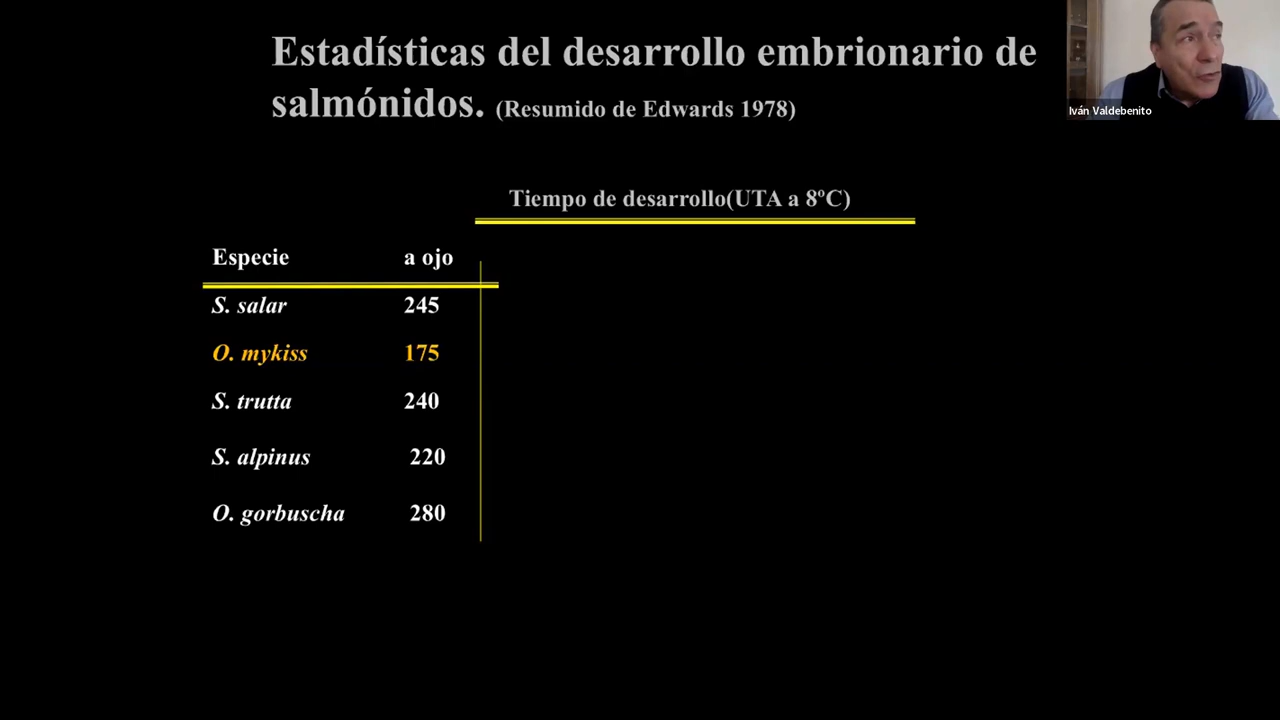 Estadísticas del desarrollo embrionario de
salmónidos. (Resumido de Edwards 1978)
Iván Valdebenito
Tiempo de desarrollo(UTA a 8ºC)
Especie a ojo
S. salar 245
O. mykiss 175
S. trutta 240
S. alpinus 220
O. gorbuscha 280